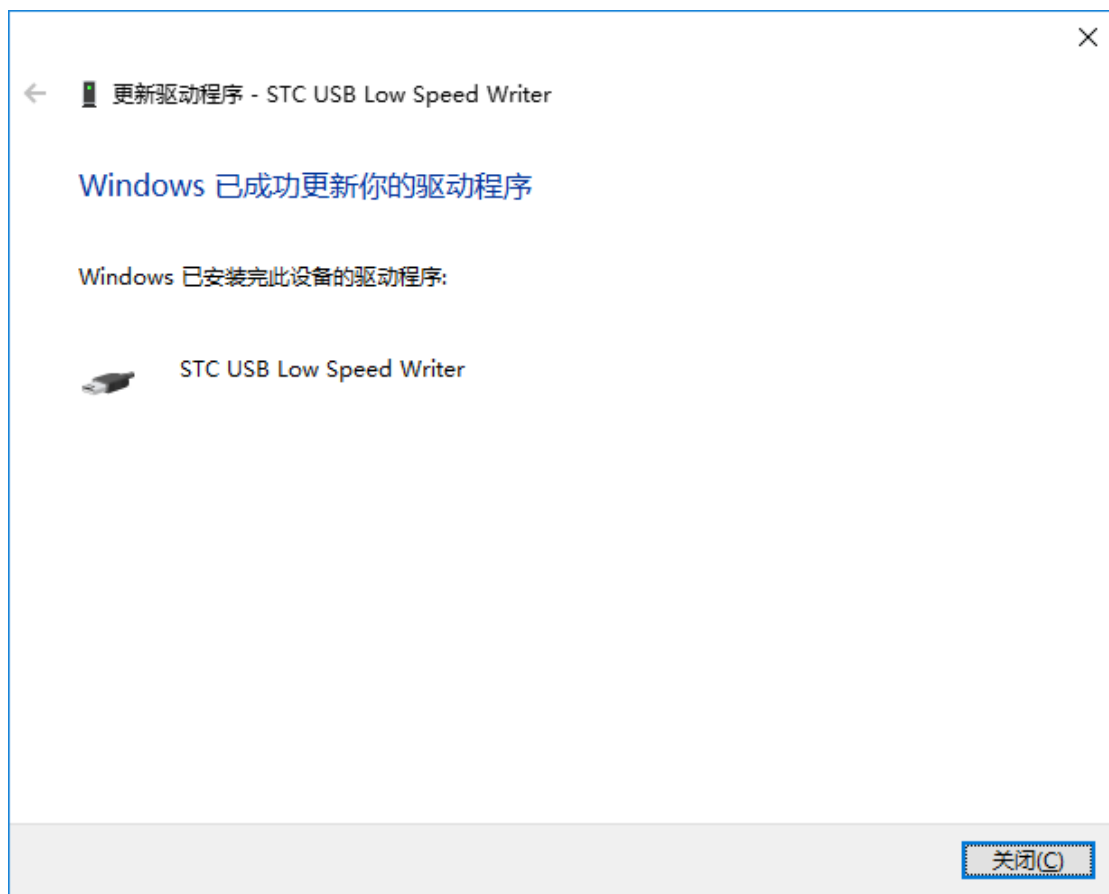 更新驱动程序 - STC USB Low Speed Writer
Windows 已成功更新你的驱动程序
Windows 已安装完此设备的驱动程序:
STC USB Low Speed Writer
关闭(C)